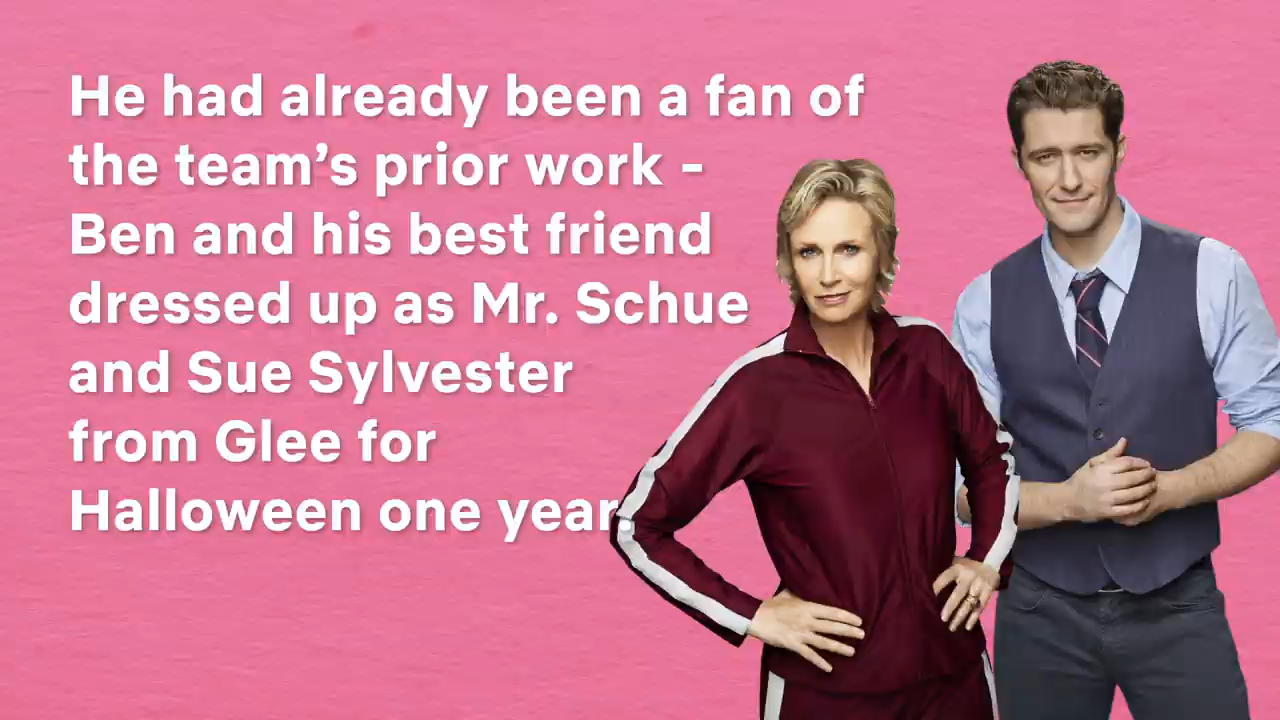 He had already been a fan of
the team’s prior work -
Ben and his best friend
dressed up as Mr. Schue
and Sue Sylvester
from Glee for
Halloween one year.